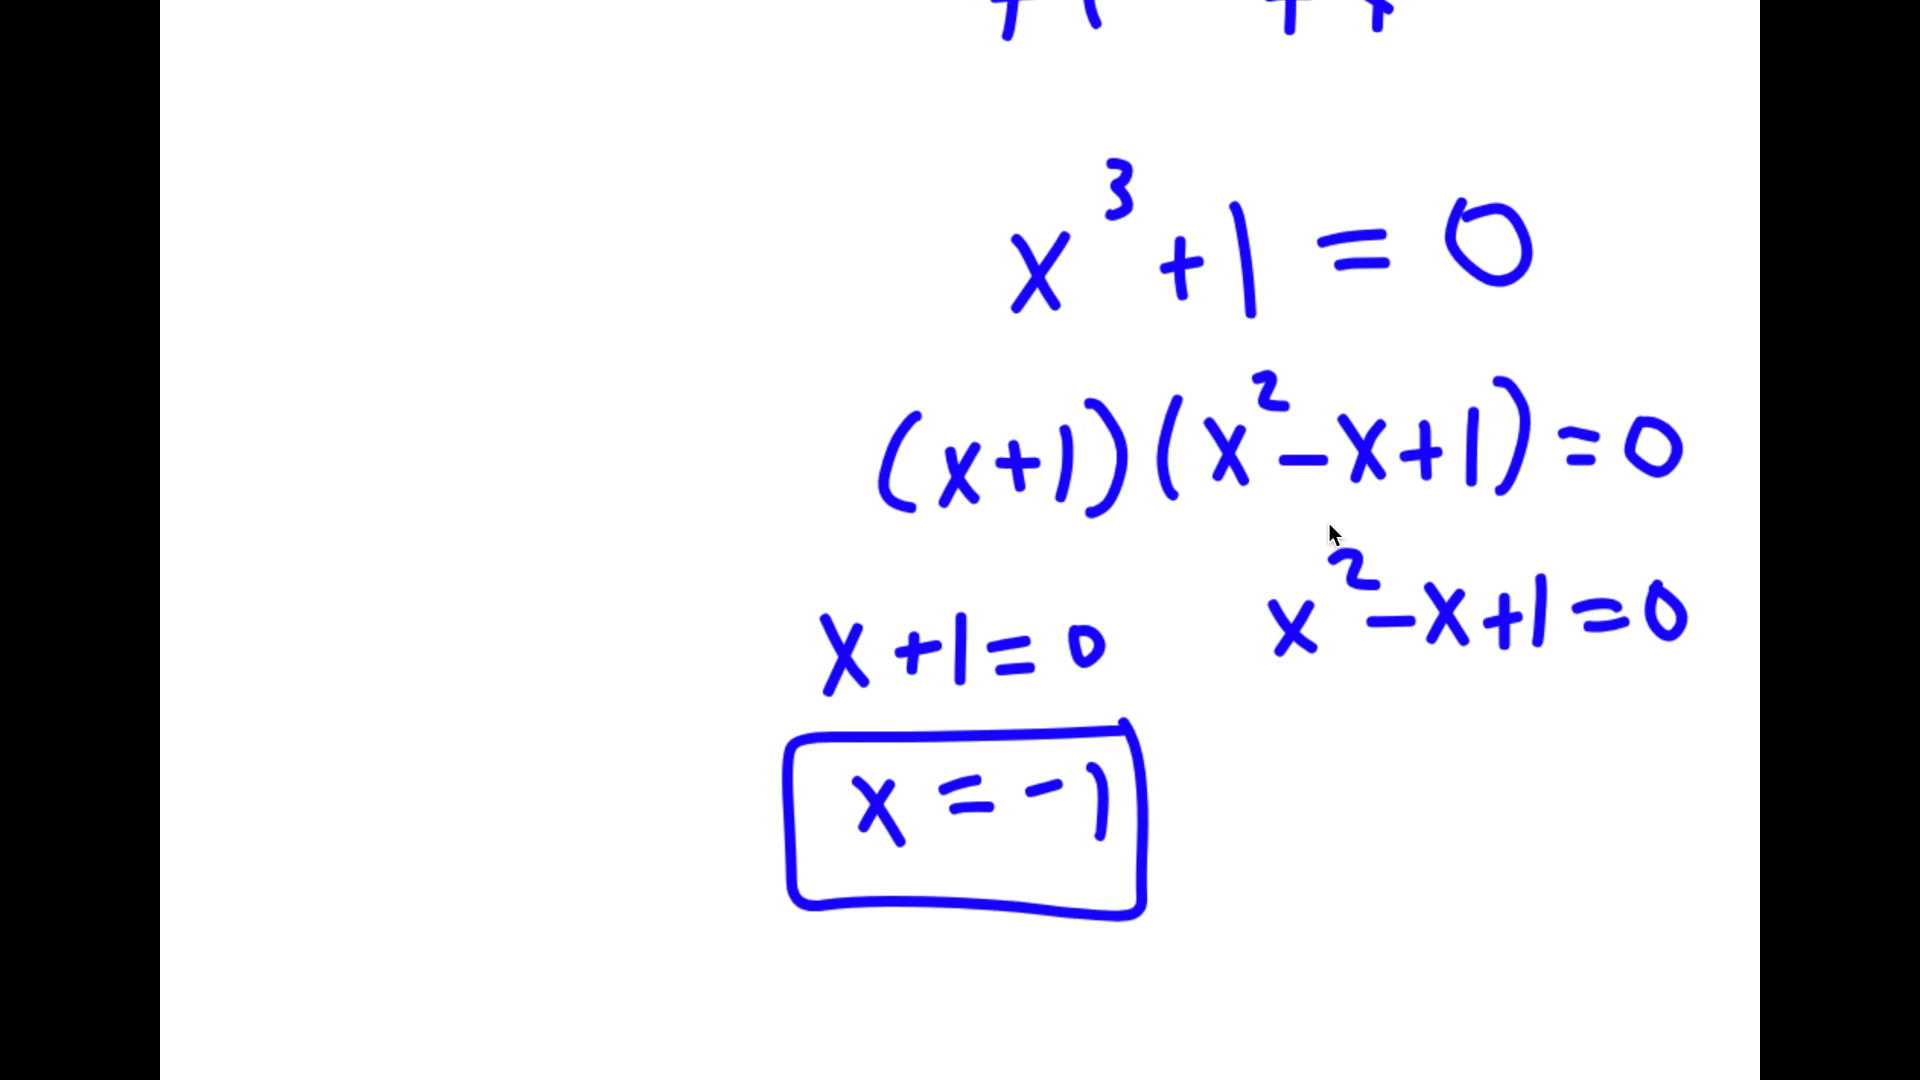 x³ + 1 = 0
(x+1)(x²-x+1) = 0
x²-x+1=0
x+1=0
x = -1